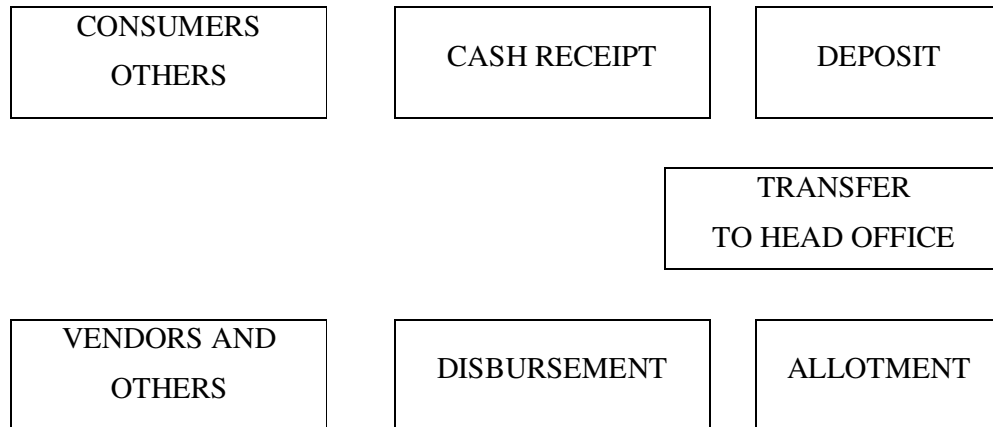 CONSUMERS
OTHERS
CASH RECEIPT
DEPOSIT
TRANSFER
TO HEAD OFFICE
VENDORS AND
OTHERS
DISBURSEMENT
ALLOTMENT